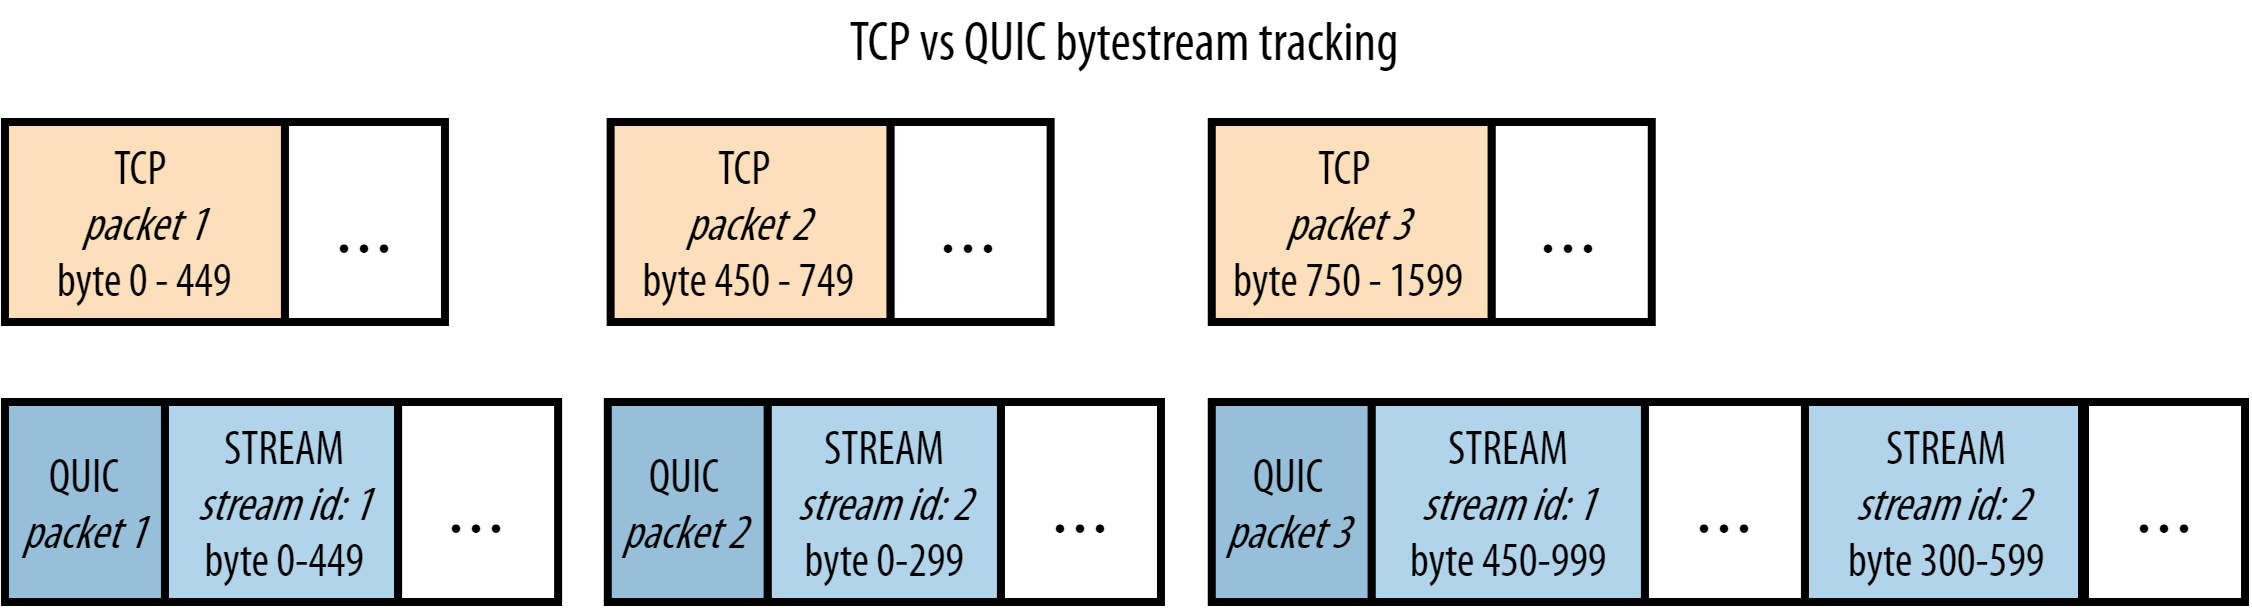 TCP vs QUIC bytestream tracking
TCP
packet 1
byte 0 - 449
...
TCP
packet 2
byte 450 - 749
...
TCP
packet 3
byte 750 - 1599
...
QUIC
packet 1
STREAM
stream id: 1
byte 0-449
...
QUIC
packet 2
STREAM
stream id: 2
byte 0-299
...
QUIC
packet 3
STREAM
stream id: 1
byte 450-999
...
STREAM
stream id: 2
byte 300-599
...